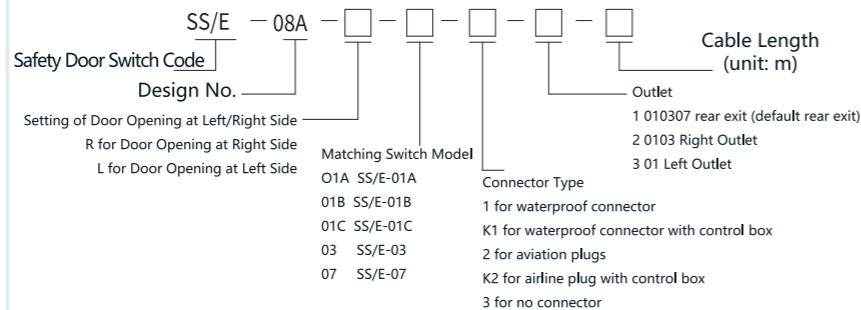 SS/E - 08A - □ - □ - □ - □ - □
Safety Door Switch Code
Design No.
Setting of Door Opening at Left/Right Side
R for Door Opening at Right Side
L for Door Opening at Left Side
Matching Switch Model
O1A SS/E-01A
01B SS/E-01B
01C SS/E-01C
03 SS/E-03
07 SS/E-07
Connector Type
1 for waterproof connector
K1 for waterproof connector with control box
2 for aviation plugs
K2 for airline plug with control box
3 for no connector
Outlet
1 010307 rear exit (default rear exit)
2 0103 Right Outlet
3 01 Left Outlet
Cable Length
(unit: m)